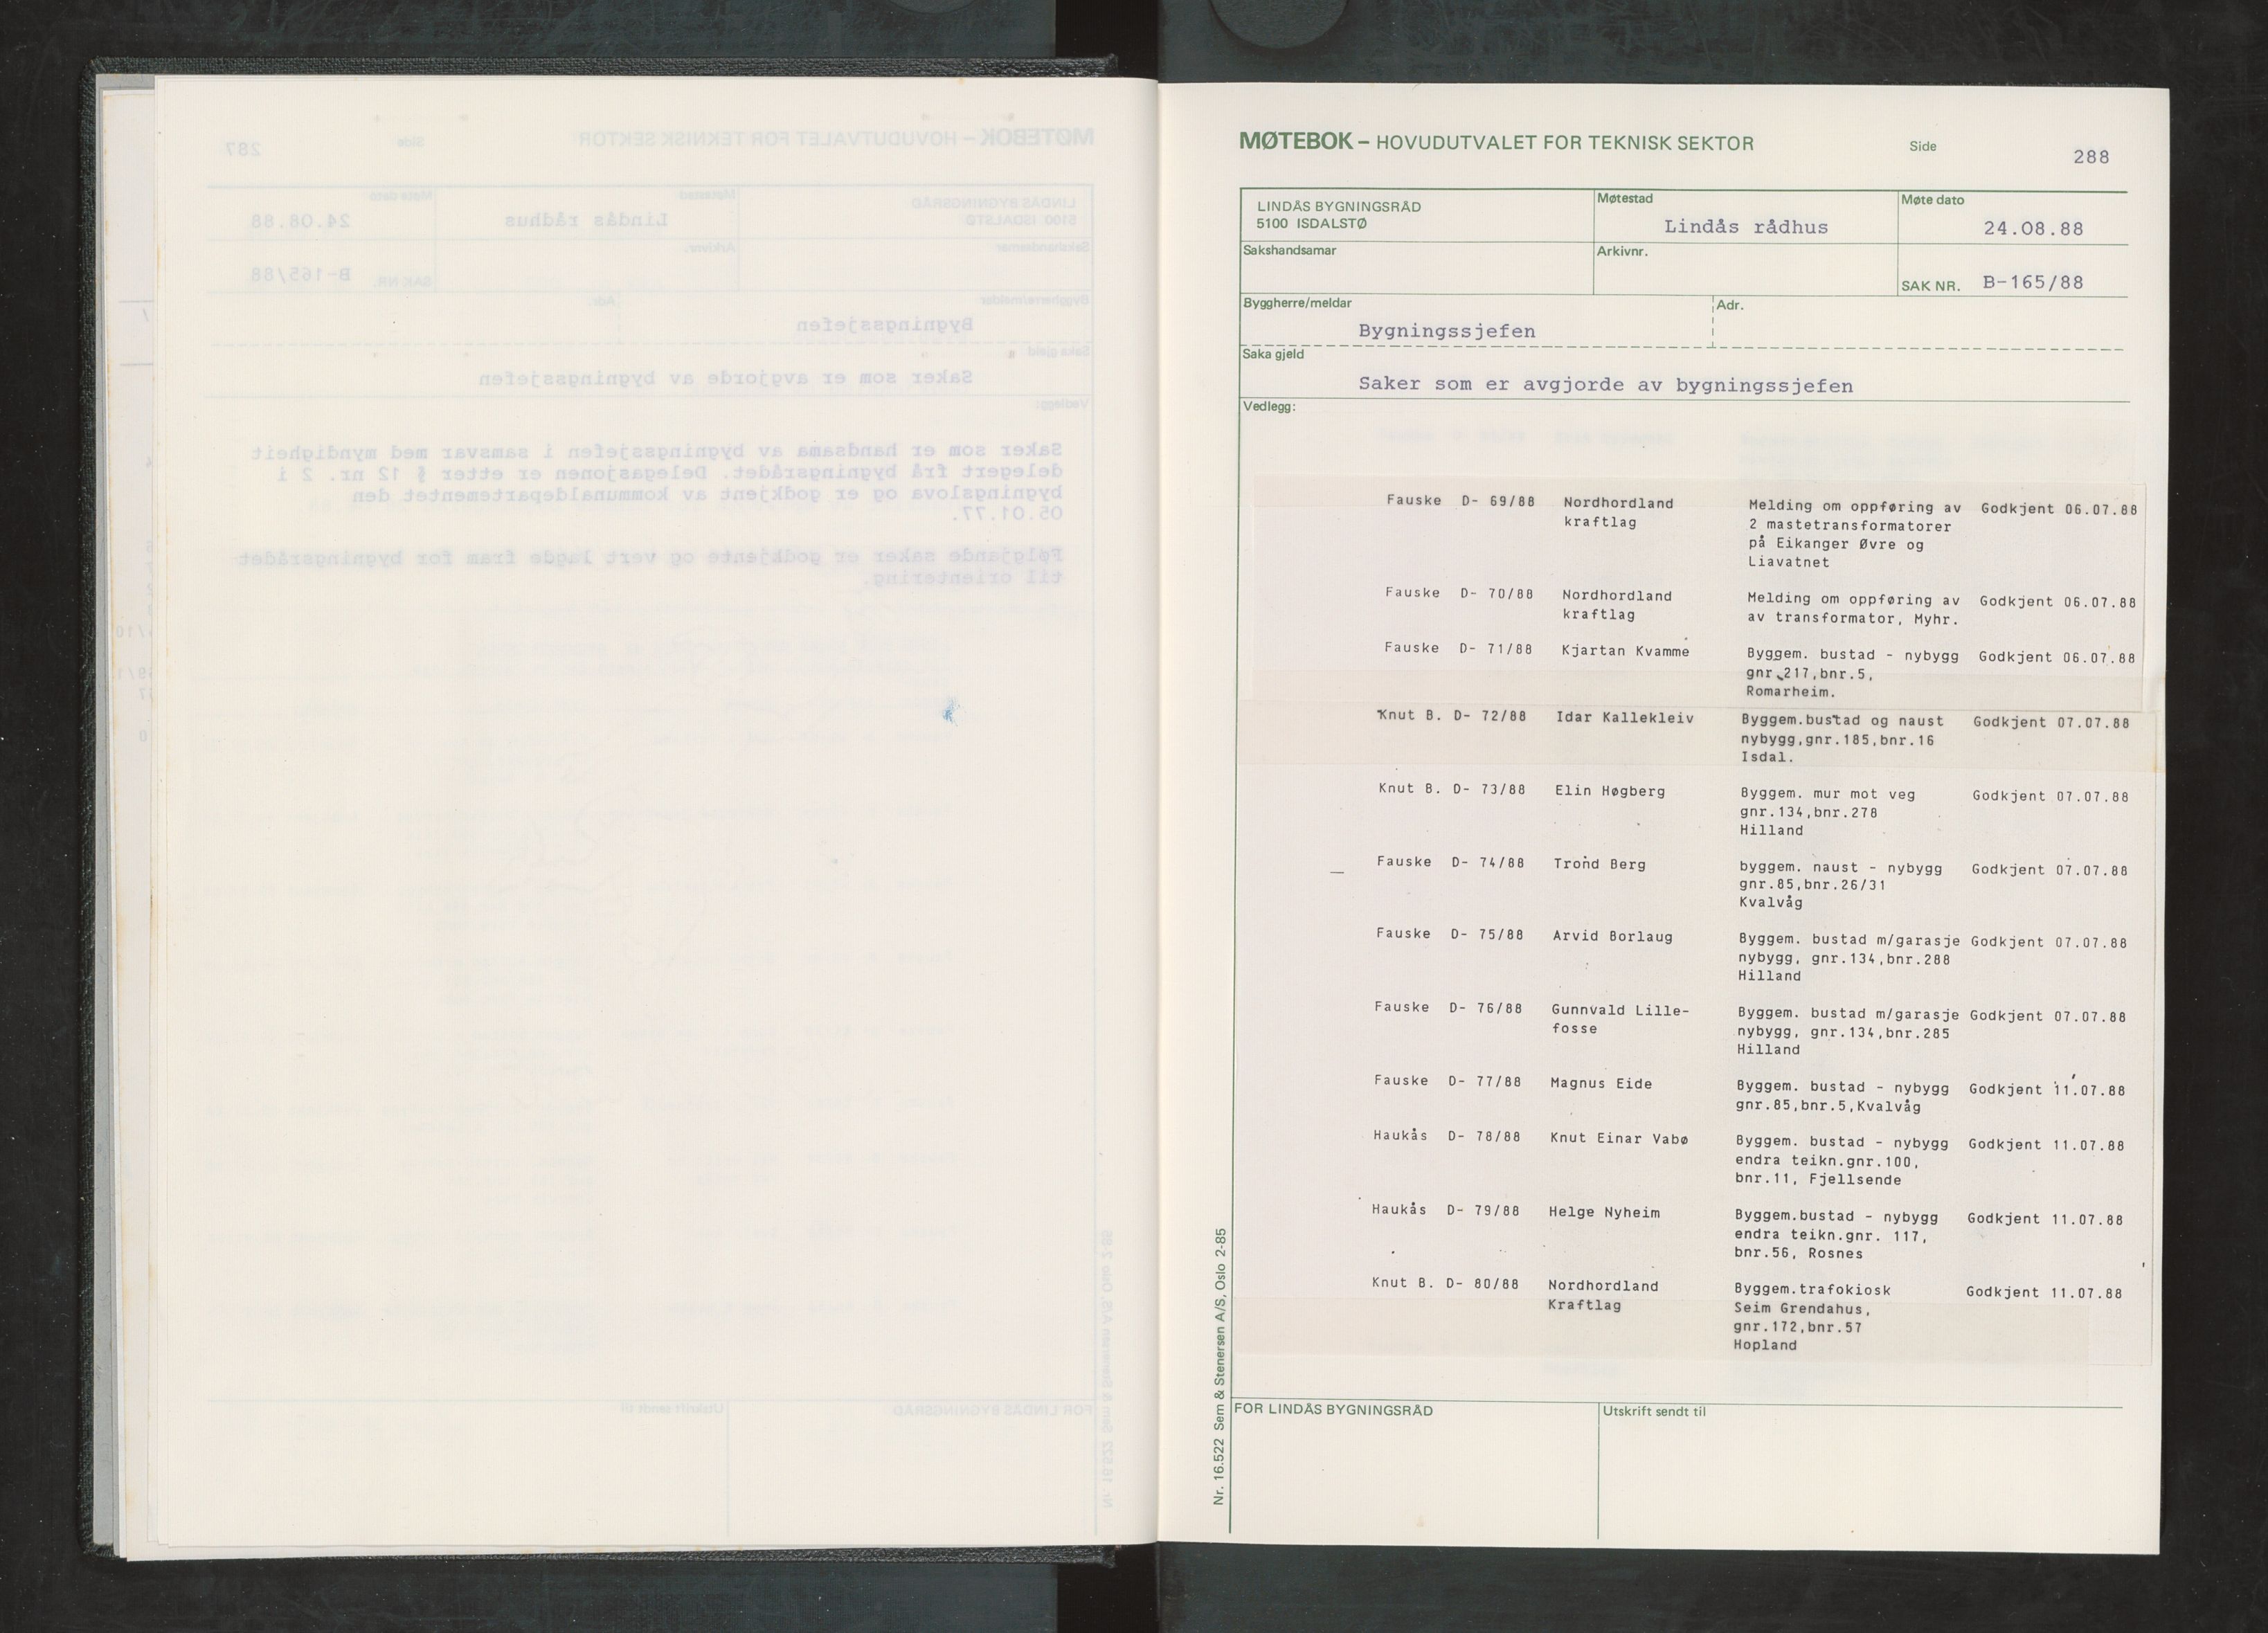 MØTEBOK – HOVUDUTVALET FOR TEKNISK SEKTOR Side 288
LINDÅS BYGNINGSRÅD
5100 ISDALSTØ
Møtestad
Lindås rådhus
Møte dato
24.08.88
Sakshandsamar
Arkivnr.
SAK NR. B-165/88
Byggherre/meldar
Bygningssjefen
Adr.
Saka gjeld
Saker som er avgjorde av bygningssjefen
Vedlegg:
Fauske D- 69/88 Nordhordland Melding om oppføring av Godkjent 06.07.88
kraftlag 2 mastetransformatorer
på Eikanger Øvre og
Liavatnet
Fauske D- 70/88 Nordhordland Melding om oppføring av Godkjent 06.07.88
kraftlag av transformator, Myhr.
Fauske D- 71/88 Kjartan Kvamme Byggem. bustad - nybygg Godkjent 06.07.88
gnr.217,bnr.5,
Romarheim.
Knut B. D- 72/88 Idar Kallekleiv Byggem.bustad og naust Godkjent 07.07.88
nybygg,gnr.185,bnr.16
Isdal.
Knut B. D- 73/88 Elin Høgberg Byggem. mur mot veg Godkjent 07.07.88
gnr.134,bnr.278
Hilland
Fauske D- 74/88 Trond Berg byggem. naust - nybygg Godkjent 07.07.88
gnr.85,bnr.26/31
Kvalvåg
Fauske D- 75/88 Arvid Borlaug Byggem. bustad m/garasje Godkjent 07.07.88
nybygg, gnr.134,bnr.288
Hilland
Fauske D- 76/88 Gunnvald Lille- Byggem. bustad m/garasje Godkjent 07.07.88
fosse nybygg, gnr.134,bnr.285
Hilland
Fauske D- 77/88 Magnus Eide Byggem. bustad - nybygg Godkjent 11.07.88
gnr.85,bnr.5,Kvalvåg
Haukås D- 78/88 Knut Einar Vabø Byggem. bustad - nybygg Godkjent 11.07.88
endra teikn.gnr.100,
bnr.11, Fjellsende
Haukås D- 79/88 Helge Nyheim Byggem.bustad - nybygg Godkjent 11.07.88
endra teikn.gnr. 117,
bnr.56, Rosnes
Knut B. D- 80/88 Nordhordland Byggem.trafokiosk Godkjent 11.07.88
Kraftlag Seim Grendahus,
gnr.172,bnr.57
Hopland
FOR LINDÅS BYGNINGSRÅD
Utskrift sendt til
Nr. 16.522 Sem & Stenersen A/S, Oslo 2-85